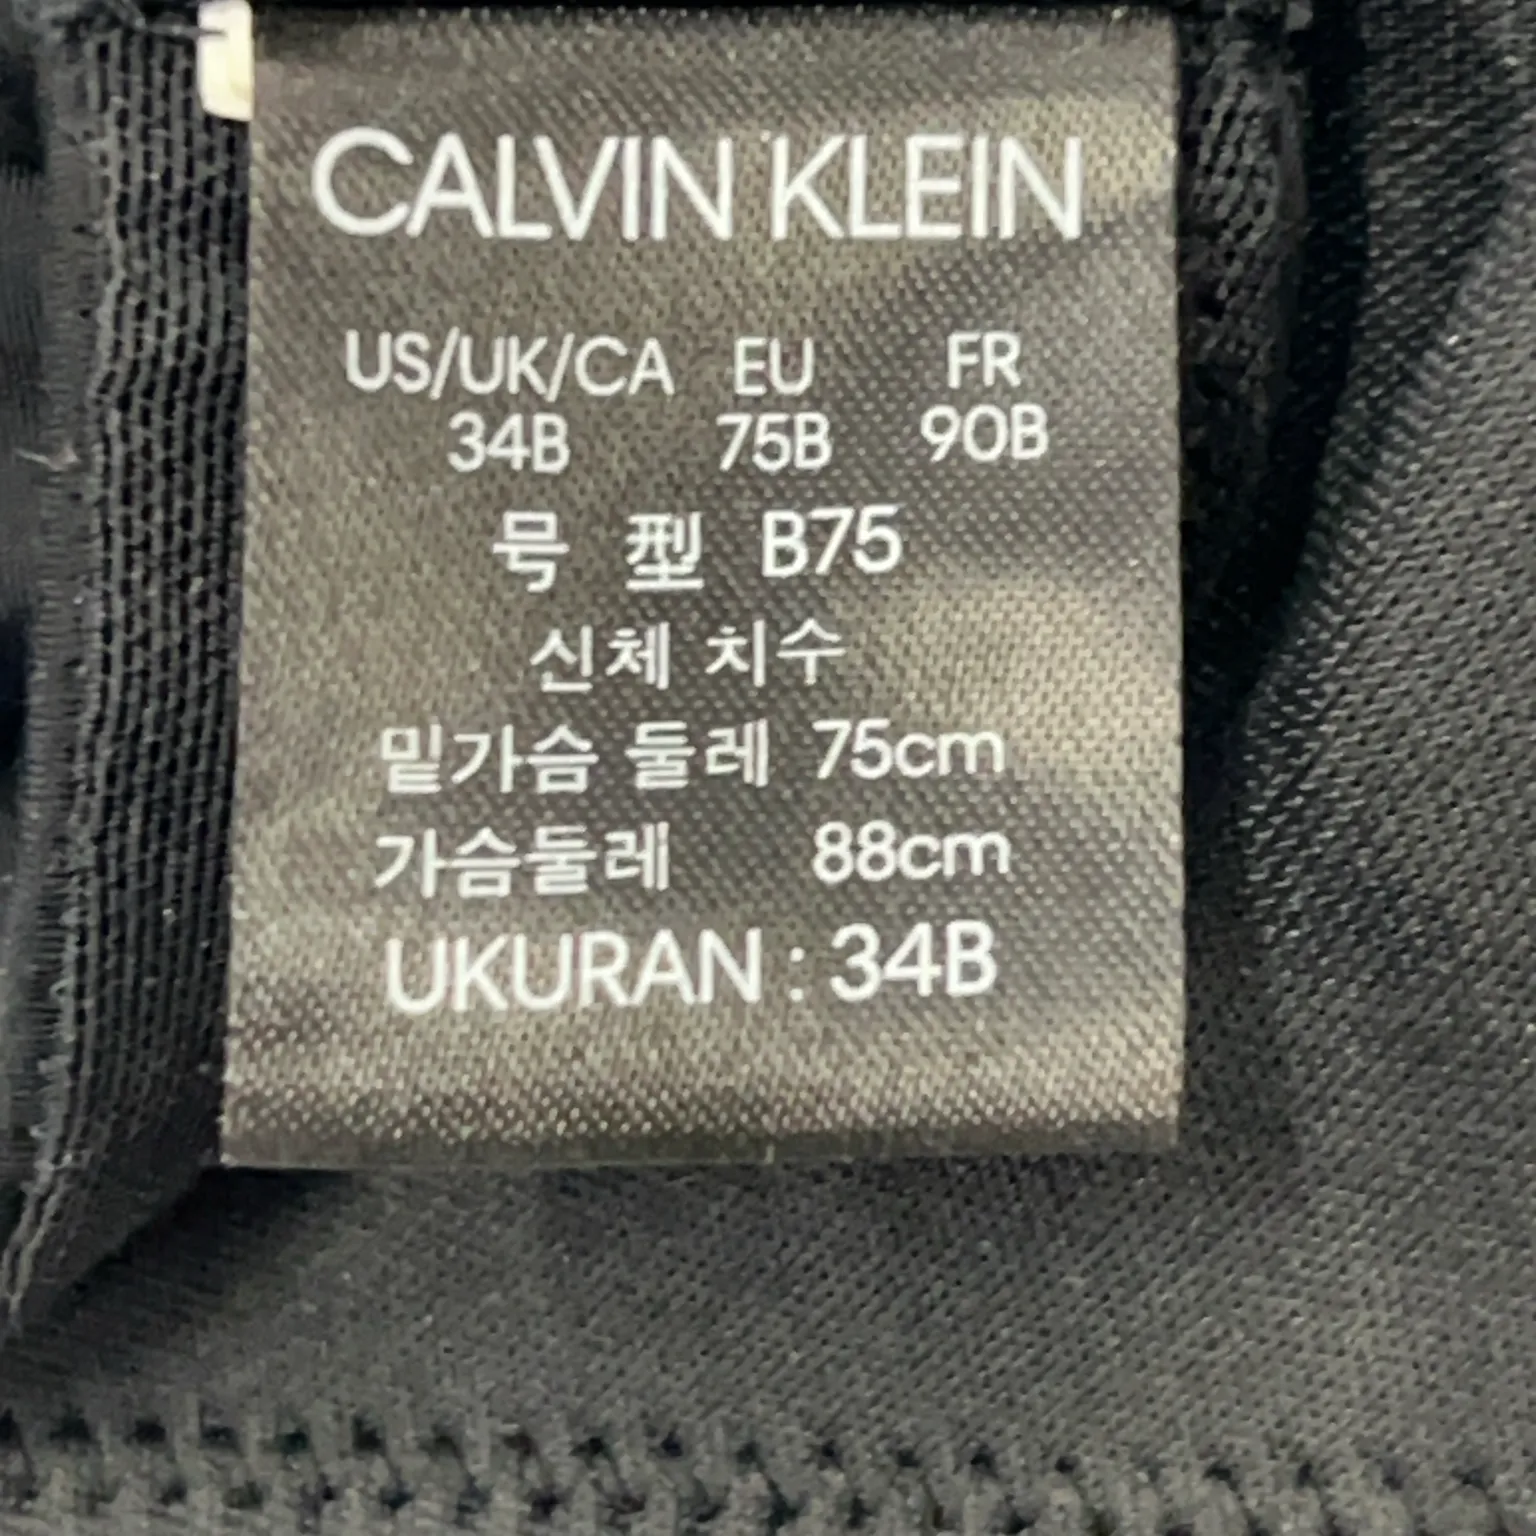 CALVIN KLEIN
US/UK/CA EU FR
34B 75B 90B
号 型 B75
신체 치수
밑가슴 둘레 75cm
가슴둘레 88cm
UKURAN : 34B